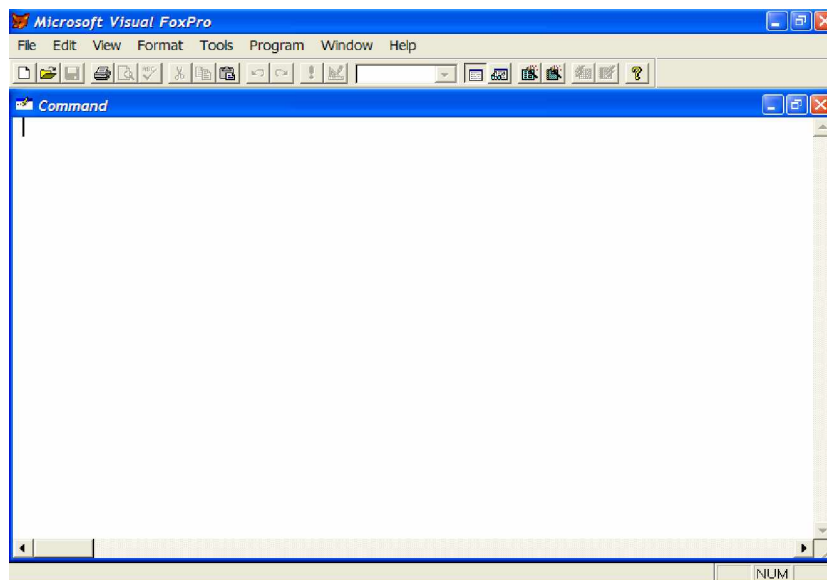 Microsoft Visual FoxPro
File Edit View Format Tools Program Window Help
Command
NUM